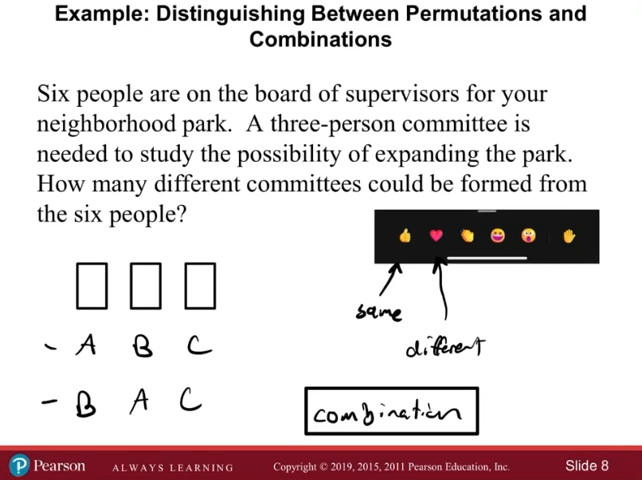 Example: Distinguishing Between Permutations and
Combinations
Six people are on the board of supervisors for your
neighborhood park. A three-person committee is
needed to study the possibility of expanding the park.
How many different committees could be formed from
the six people?
same
different
- A B C
- B A C
combination
Pearson ALWAYS LEARNING Copyright © 2019, 2015, 2011 Pearson Education, Inc. Slide 8